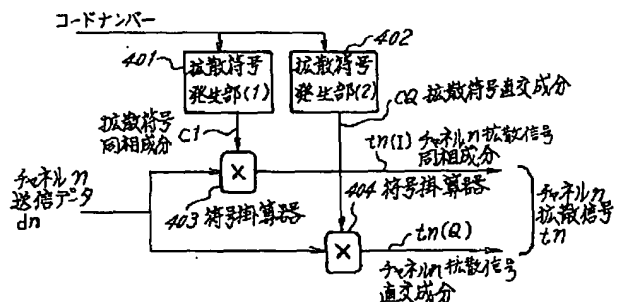 コードナンバー
401
402
拡散符号
発生部(1)
拡散符号
発生部(2)
拡散符号
同相成分
CI
CQ 拡散符号直交成分
tn(I) チャネルn拡散信号
同相成分
チャネルn
送信データ
dn
×
403 符号掛算器
404 符号掛算器
×
tn(Q)
チャネルn拡散信号
直交成分
チャネルn
拡散信号
tn